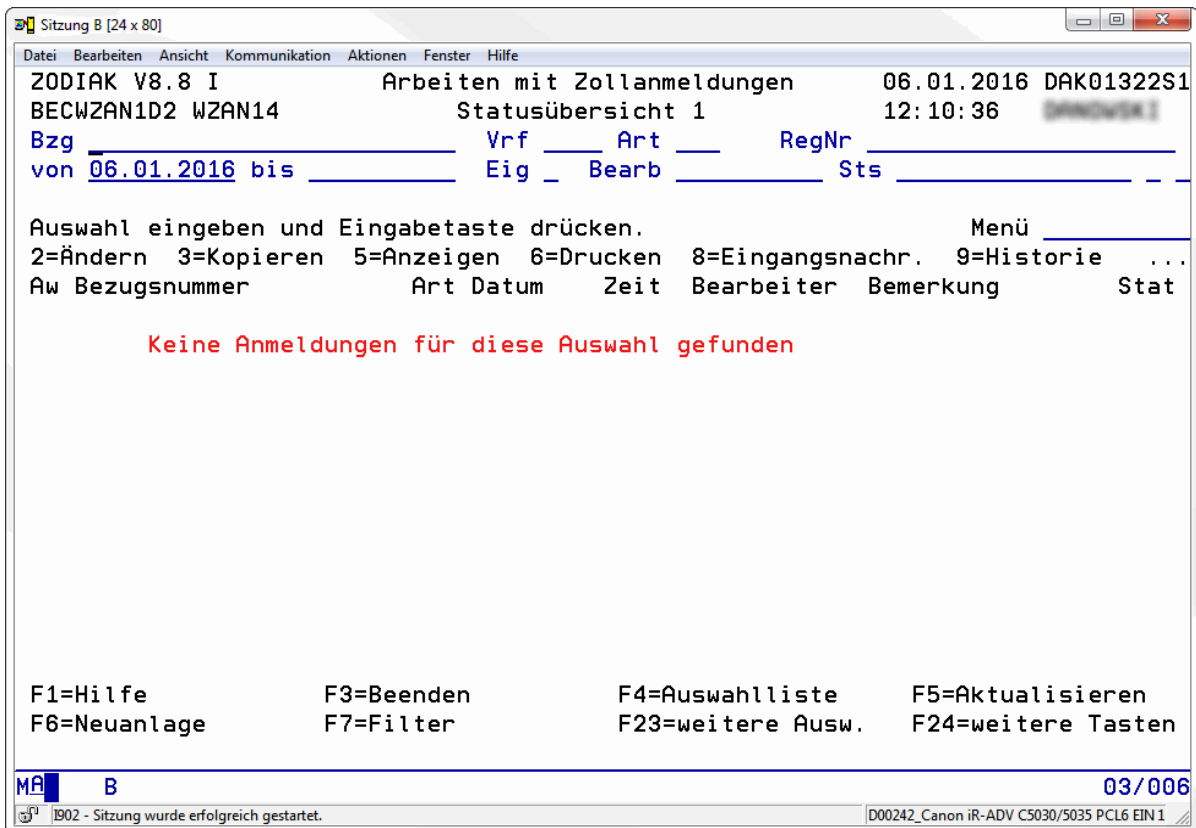 Sitzung B [24 x 80]
Datei Bearbeiten Ansicht Kommunikation Aktionen Fenster Hilfe
ZODIAK V8.8 I Arbeiten mit Zollanmeldungen 06.01.2016 DAK01322S1
BECWZAN1D2 WZAN14 Statusübersicht 1 12:10:36
Bzg Vrf Art RegNr
von 06.01.2016 bis Eig Bearb Sts
Auswahl eingeben und Eingabetaste drücken. Menü
2=Ändern 3=Kopieren 5=Anzeigen 6=Drucken 8=Eingangsnachr. 9=Historie ...
Aw Bezugsnummer Art Datum Zeit Bearbeiter Bemerkung Stat
Keine Anmeldungen für diese Auswahl gefunden
F1=Hilfe F3=Beenden F4=Auswahlliste F5=Aktualisieren
F6=Neuanlage F7=Filter F23=weitere Ausw. F24=weitere Tasten
MA B 03/006
I902 - Sitzung wurde erfolgreich gestartet. D00242_Canon iR-ADV C5030/5035 PCL6 EIN 1